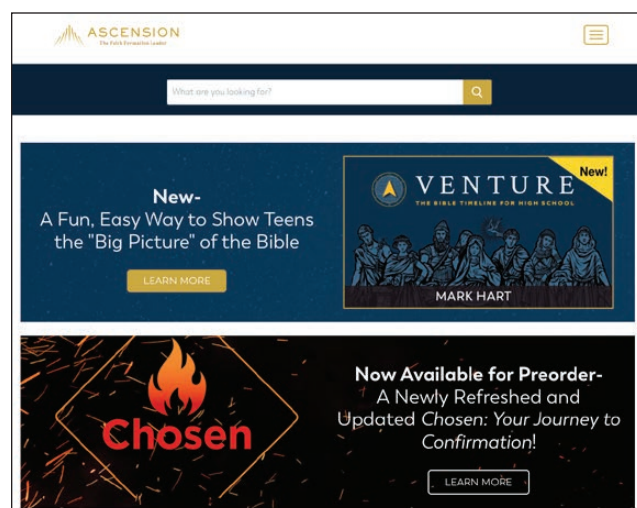 ASCENSION
The Faith Formation Leader
What are you looking for?
New-
A Fun, Easy Way to Show Teens
the "Big Picture" of the Bible
LEARN MORE
New!
VENTURE
THE BIBLE TIMELINE FOR HIGH SCHOOL
MARK HART
Chosen
Now Available for Preorder-
A Newly Refreshed and
Updated Chosen: Your Journey to
Confirmation!
LEARN MORE